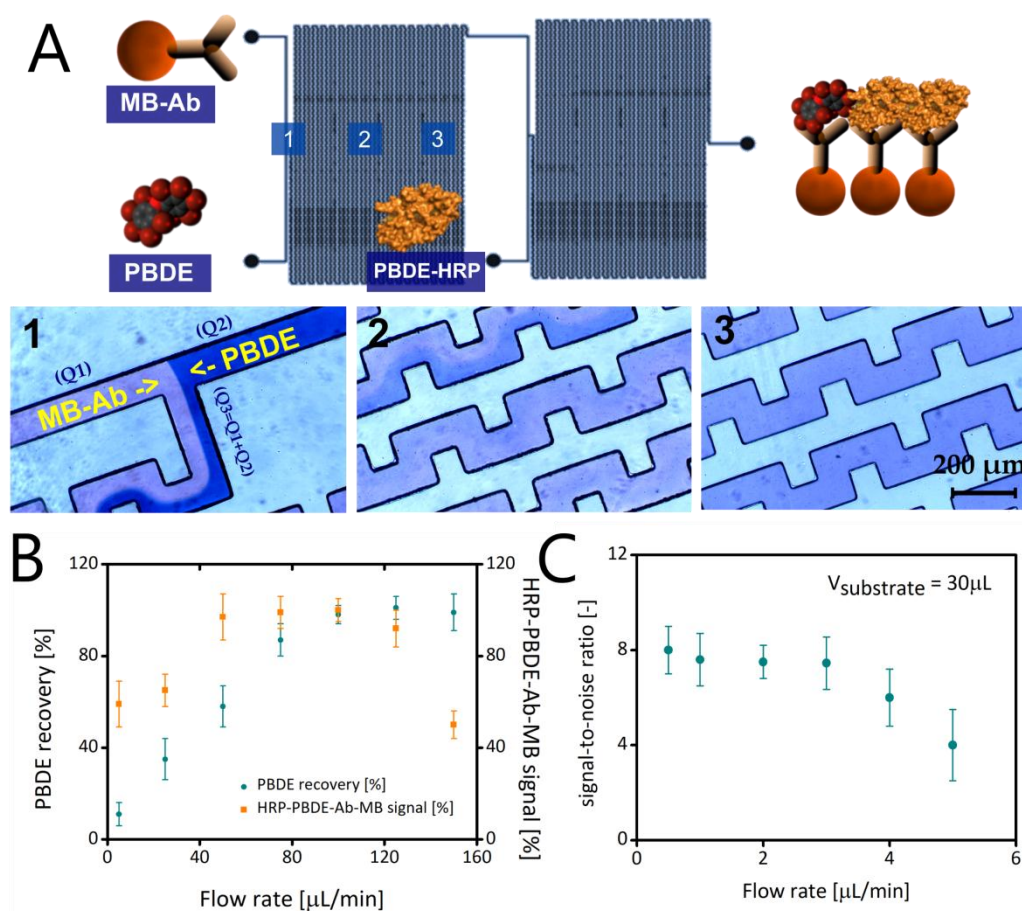 A
MB-Ab
1
2
3
PBDE
PBDE-HRP
1
(Q1)
(Q2)
MB-Ab ->
<- PBDE
(Q3=Q1+Q2)
2
3
200 µm
B
120
80
40
0
0
40
80
120
160
120
80
40
0
PBDE recovery [%]
HRP-PBDE-Ab-MB signal [%]
PBDE recovery [%]
HRP-PBDE-Ab-MB signal [%]
Flow rate [µL/min]
C
12
8
4
0
0
2
4
6
signal-to-noise ratio [-]
Vsubstrate = 30µL
Flow rate [µL/min]